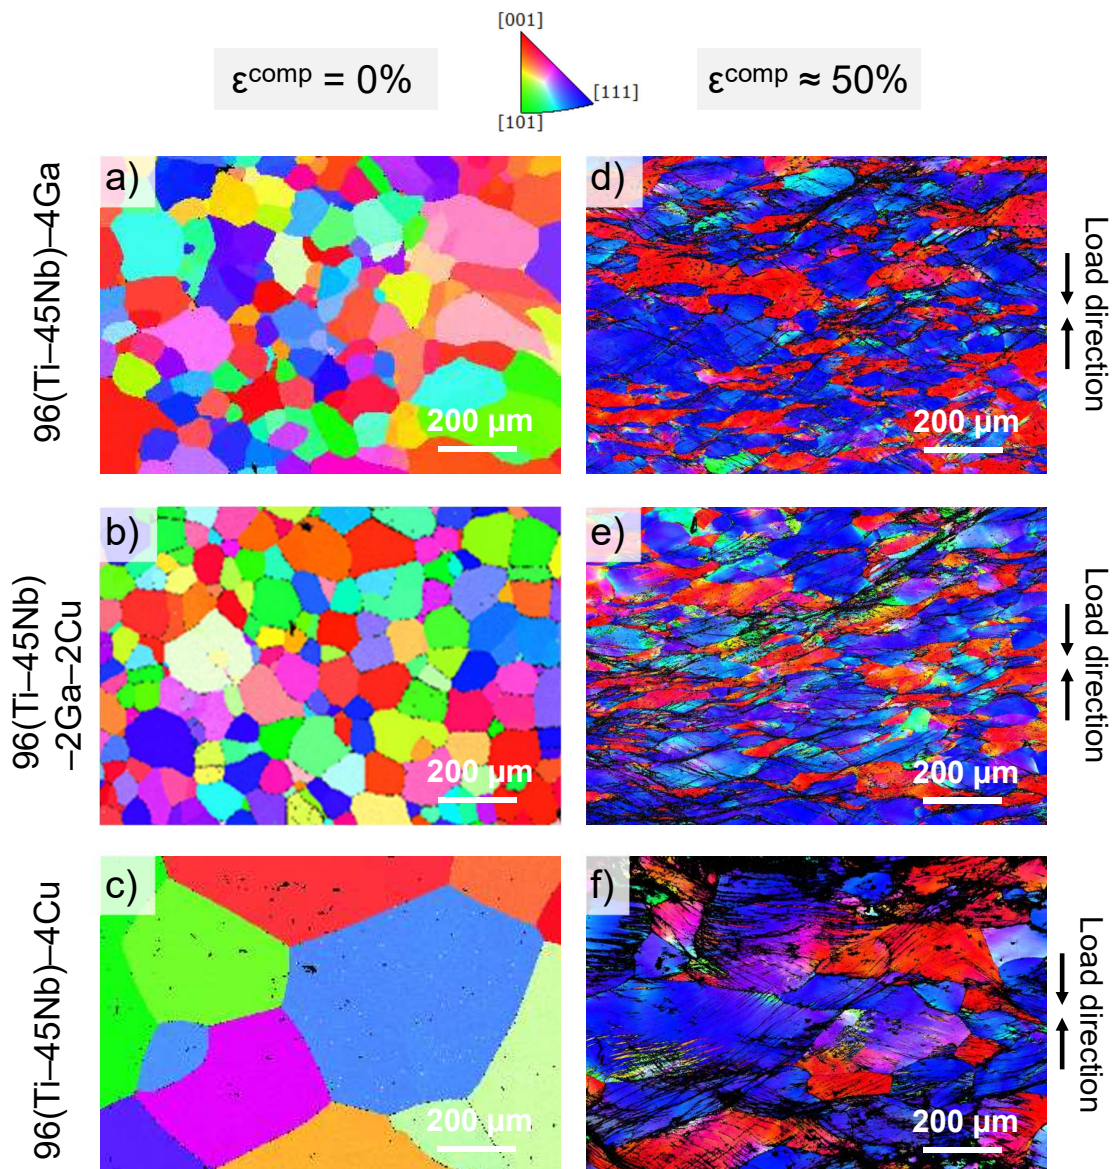 [001]
εcomp = 0%
εcomp ≈ 50%
[111]
[101]
96(Ti–45Nb)–4Ga
a)
200 µm
d)
200 µm
Load direction
96(Ti–45Nb)
–2Ga–2Cu
b)
200 µm
e)
200 µm
Load direction
96(Ti–45Nb)–4Cu
c)
200 µm
f)
200 µm
Load direction